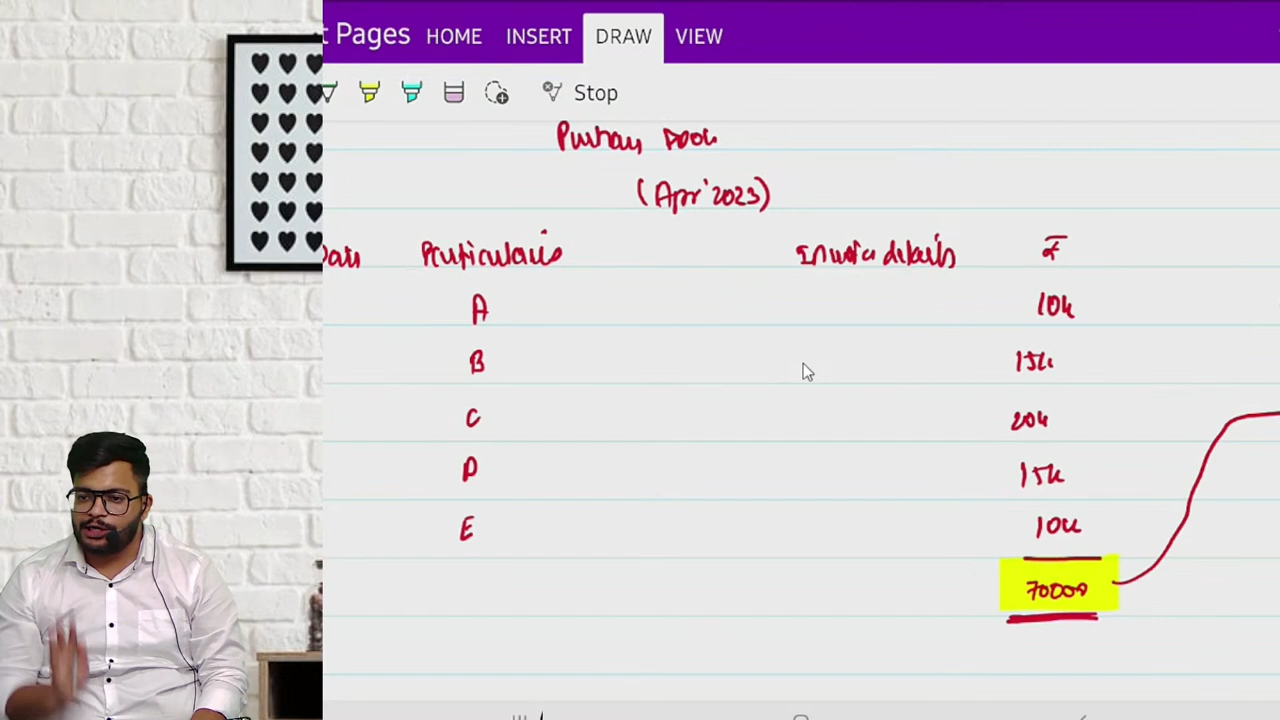 t Pages HOME INSERT DRAW VIEW
Stop
Purchase Book
(Apr'2023)
Date Particulars Invoice details ₹
A 10k
B 15k
C 20k
D 15k
E 10k
70000